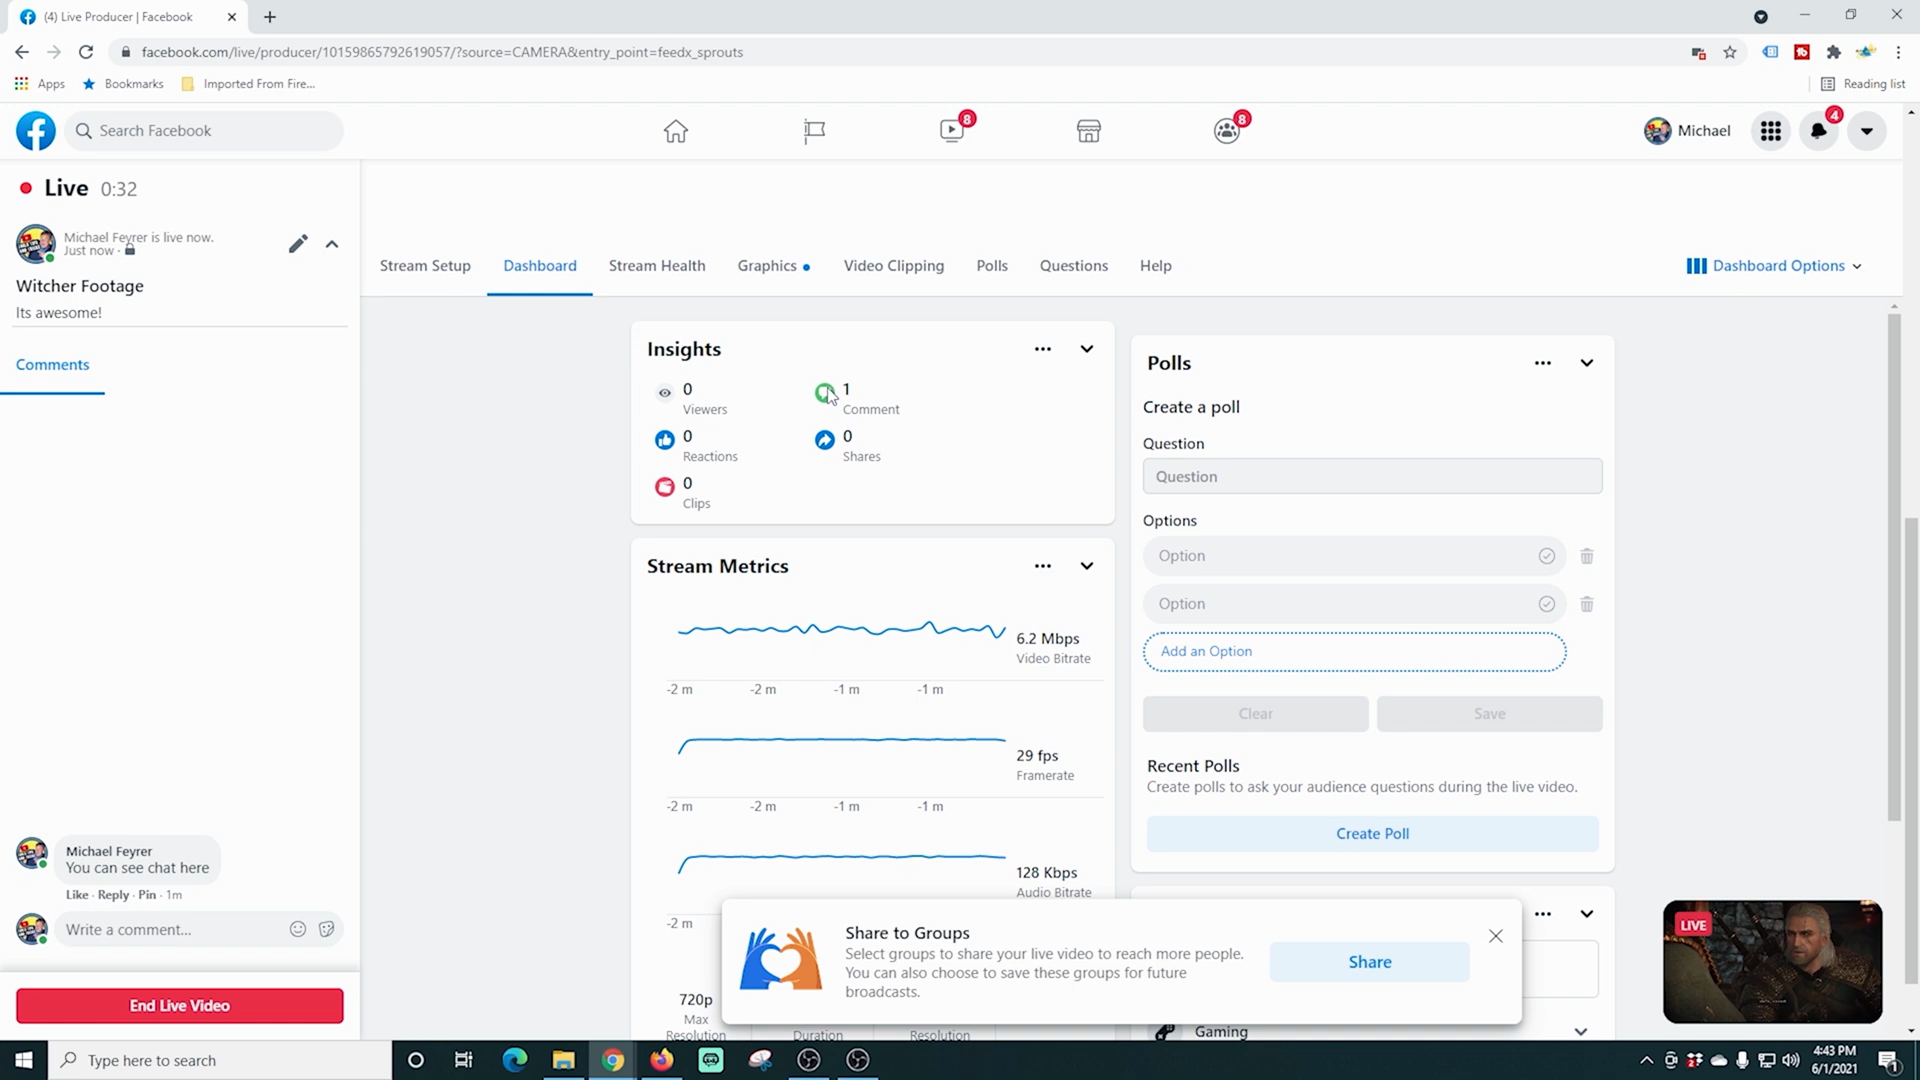 (4) Live Producer | Facebook
facebook.com/live/producer/10159865792619057/?source=CAMERA&entry_point=feedx_sprouts
Apps
Bookmarks
Imported From Fire...
Reading list
Search Facebook
8
8
Michael
4
Live 0:32
Michael Feyrer is live now.
Just now ·
Witcher Footage
Its awesome!
Comments
Stream Setup
Dashboard
Stream Health
Graphics
Video Clipping
Polls
Questions
Help
Dashboard Options
Insights
0
Viewers
1
Comment
0
Reactions
0
Shares
0
Clips
Stream Metrics
6.2 Mbps
Video Bitrate
-2 m -2 m -1 m -1 m
29 fps
Framerate
-2 m -2 m -1 m -1 m
128 Kbps
Audio Bitrate
-2 m
720p
Max
Resolution
Duration
Resolution
Polls
Create a poll
Question
Question
Options
Option
Option
Add an Option
Clear
Save
Recent Polls
Create polls to ask your audience questions during the live video.
Create Poll
Gaming
Share to Groups
Select groups to share your live video to reach more people.
You can also choose to save these groups for future
broadcasts.
Share
LIVE
Michael Feyrer
You can see chat here
Like · Reply · Pin · 1m
Write a comment...
End Live Video
Type here to search
4:43 PM
6/1/2021
1